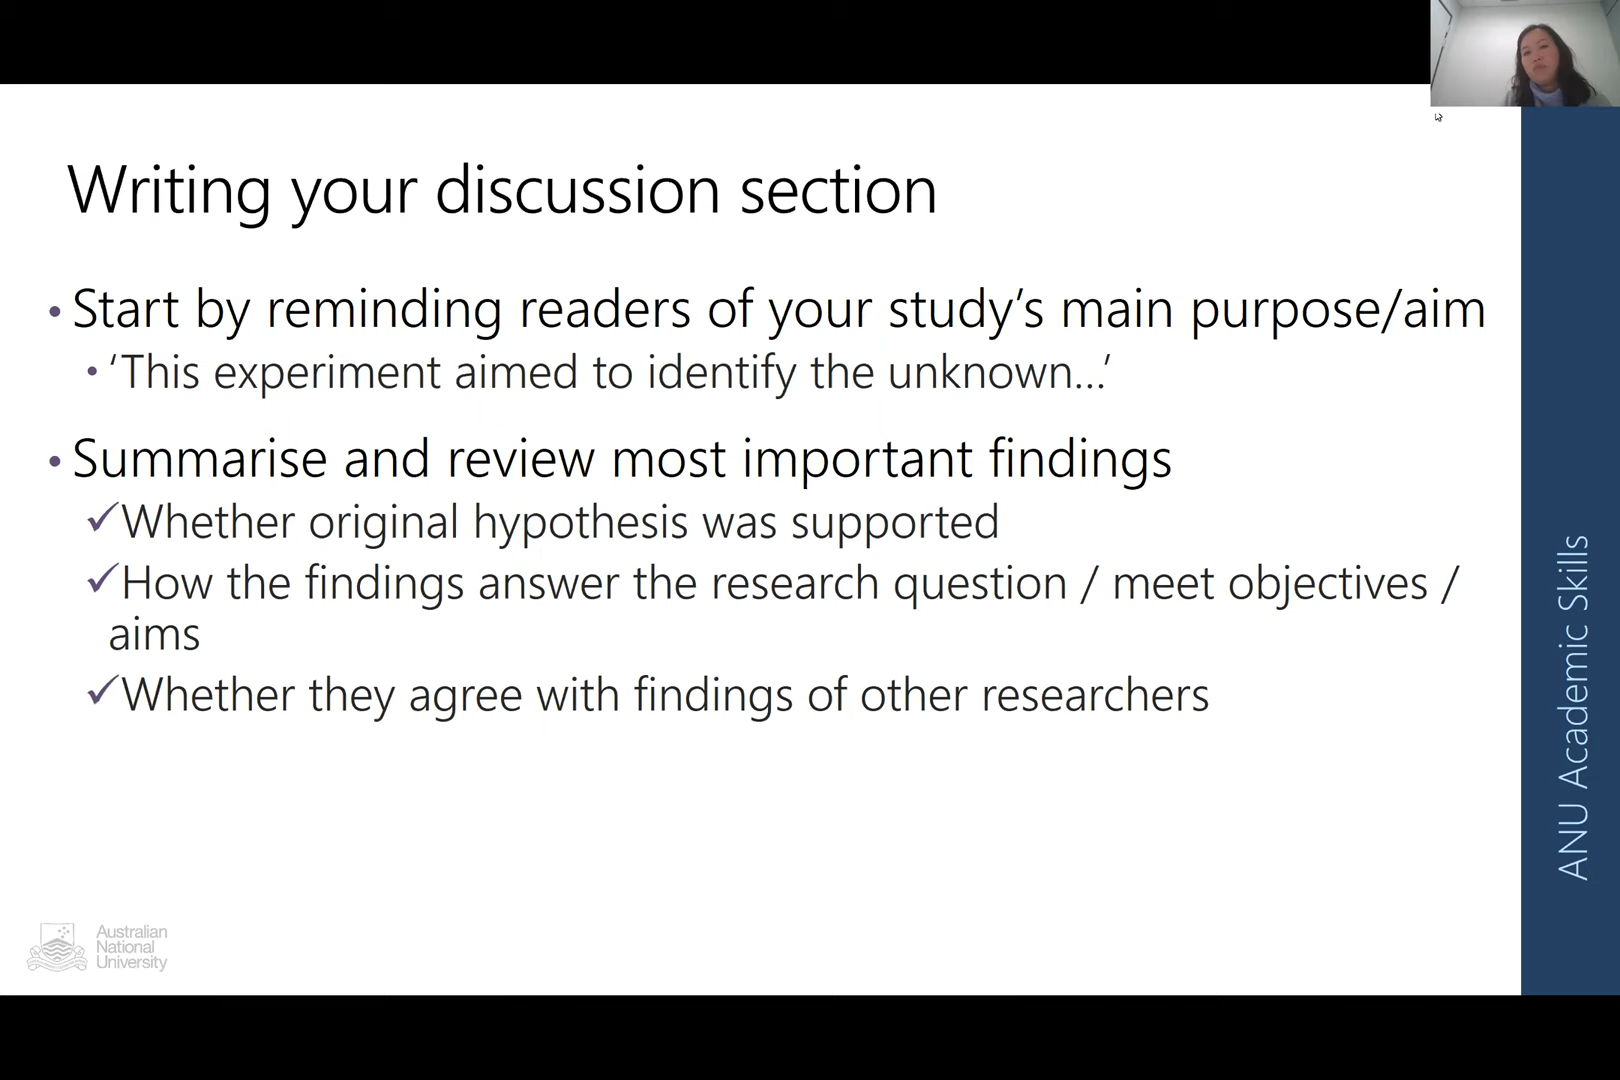 Writing your discussion section
• Start by reminding readers of your study’s main purpose/aim
• ‘This experiment aimed to identify the unknown…’
• Summarise and review most important findings
✓Whether original hypothesis was supported
✓How the findings answer the research question / meet objectives /
aims
✓Whether they agree with findings of other researchers
ANU Academic Skills
Australian
National
University